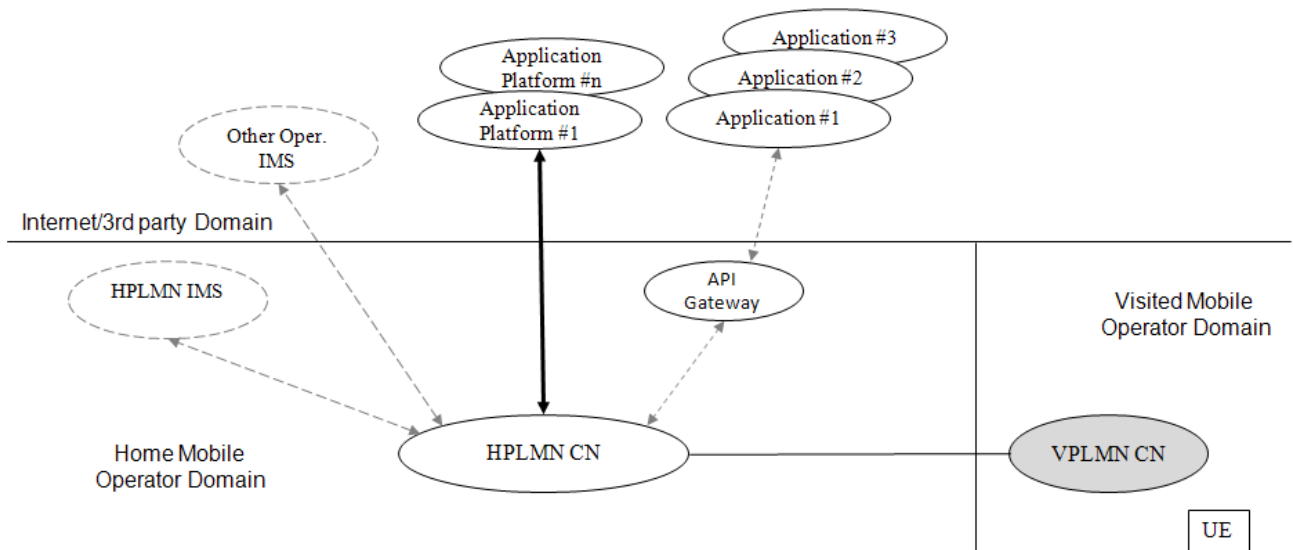 Application #3
Application
Platform #n
Application #2
Application
Platform #1
Application #1
Other Oper.
IMS
Internet/3rd party Domain
HPLMN IMS
API
Gateway
Visited Mobile
Operator Domain
Home Mobile
Operator Domain
HPLMN CN
VPLMN CN
UE